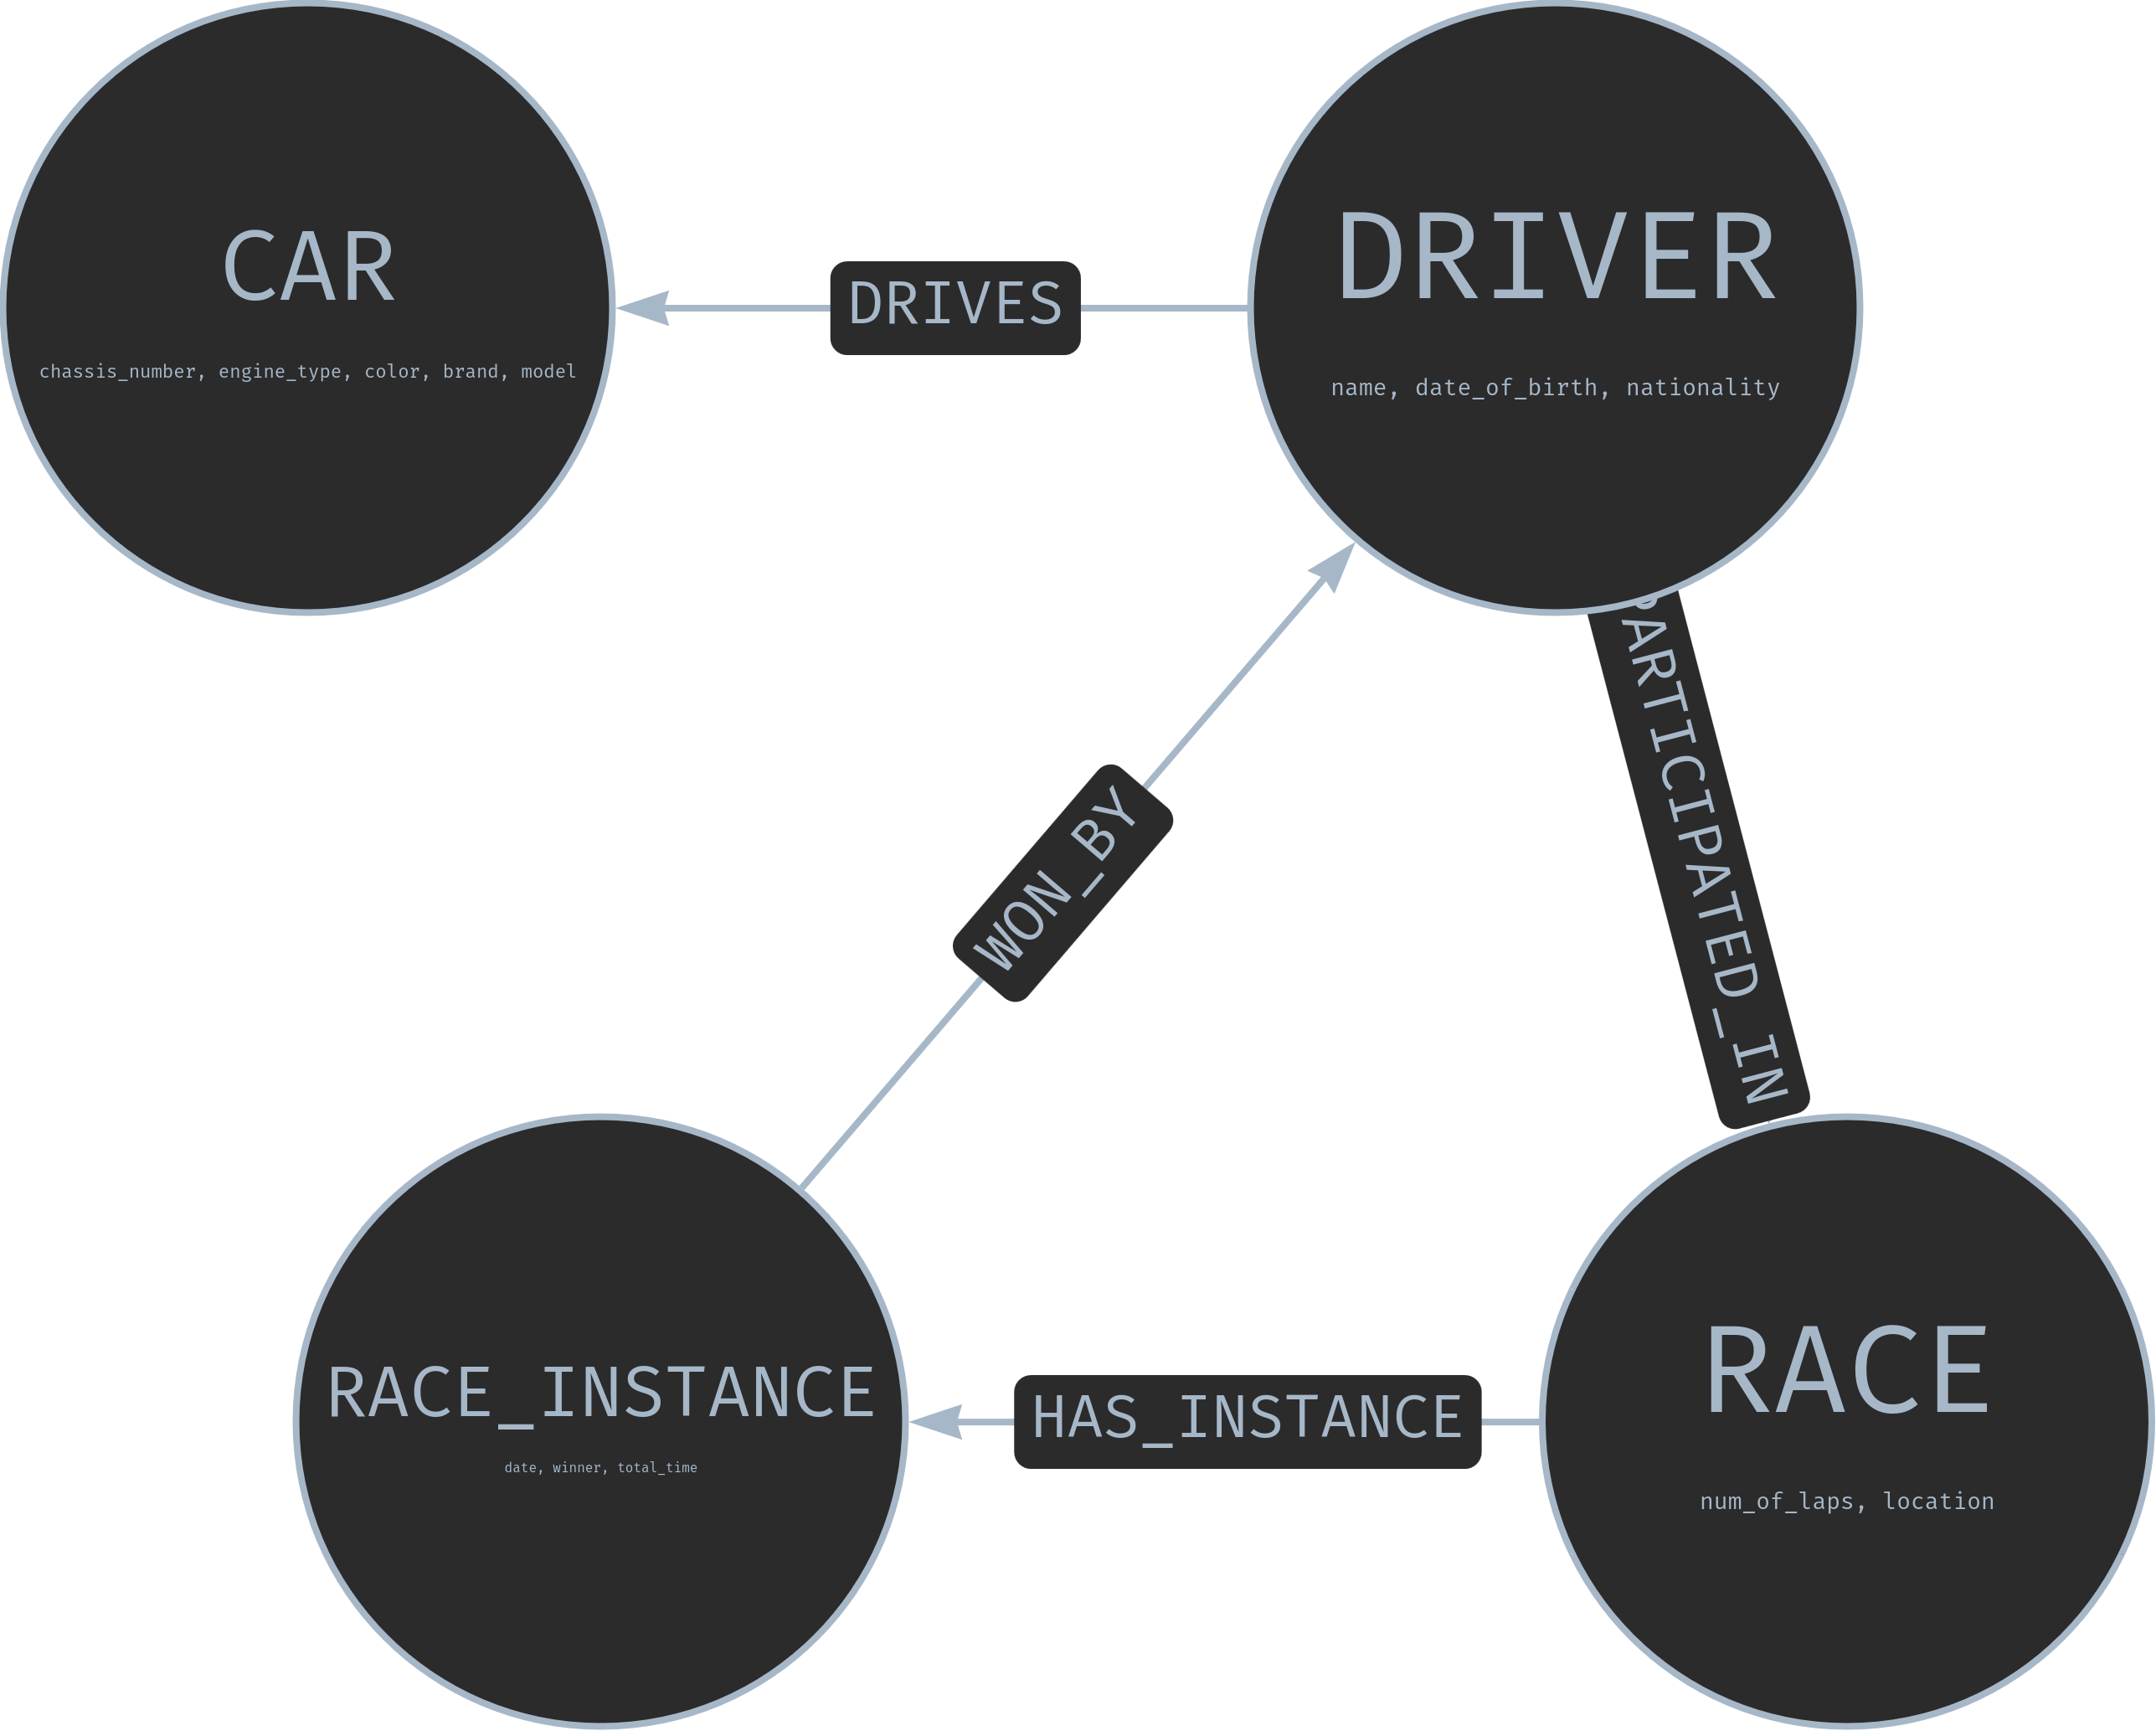 CAR
chassis_number, engine_type, color, brand, model
DRIVES
DRIVER
name, date_of_birth, nationality
PARTICIPATED_IN
WON_BY
RACE_INSTANCE
date, winner, total_time
HAS_INSTANCE
RACE
num_of_laps, location